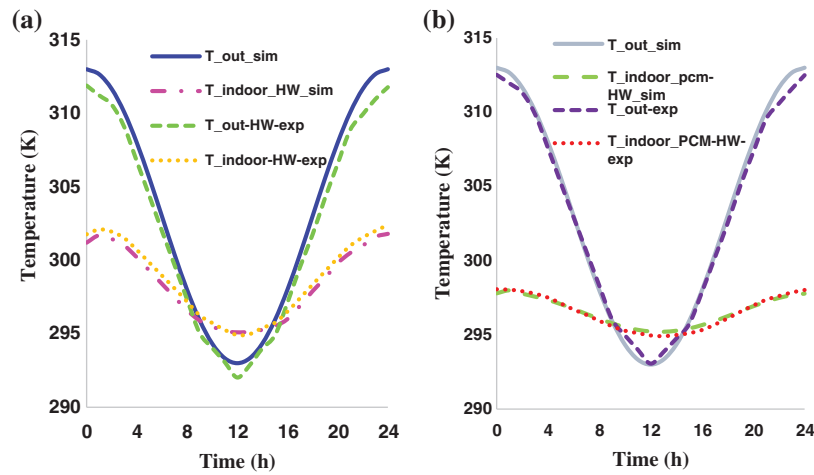 (a)
315
310
305
300
295
290
Temperature (K)
0 4 8 12 16 20 24
Time (h)
T_out_sim
T_indoor_HW_sim
T_out-HW-exp
T_indoor-HW-exp
(b)
315
310
305
300
295
290
Temperature (K)
0 4 8 12 16 20 24
Time (h)
T_out_sim
T_indoor_pcm-
HW_sim
T_out-exp
T_indoor_PCM-HW-
exp